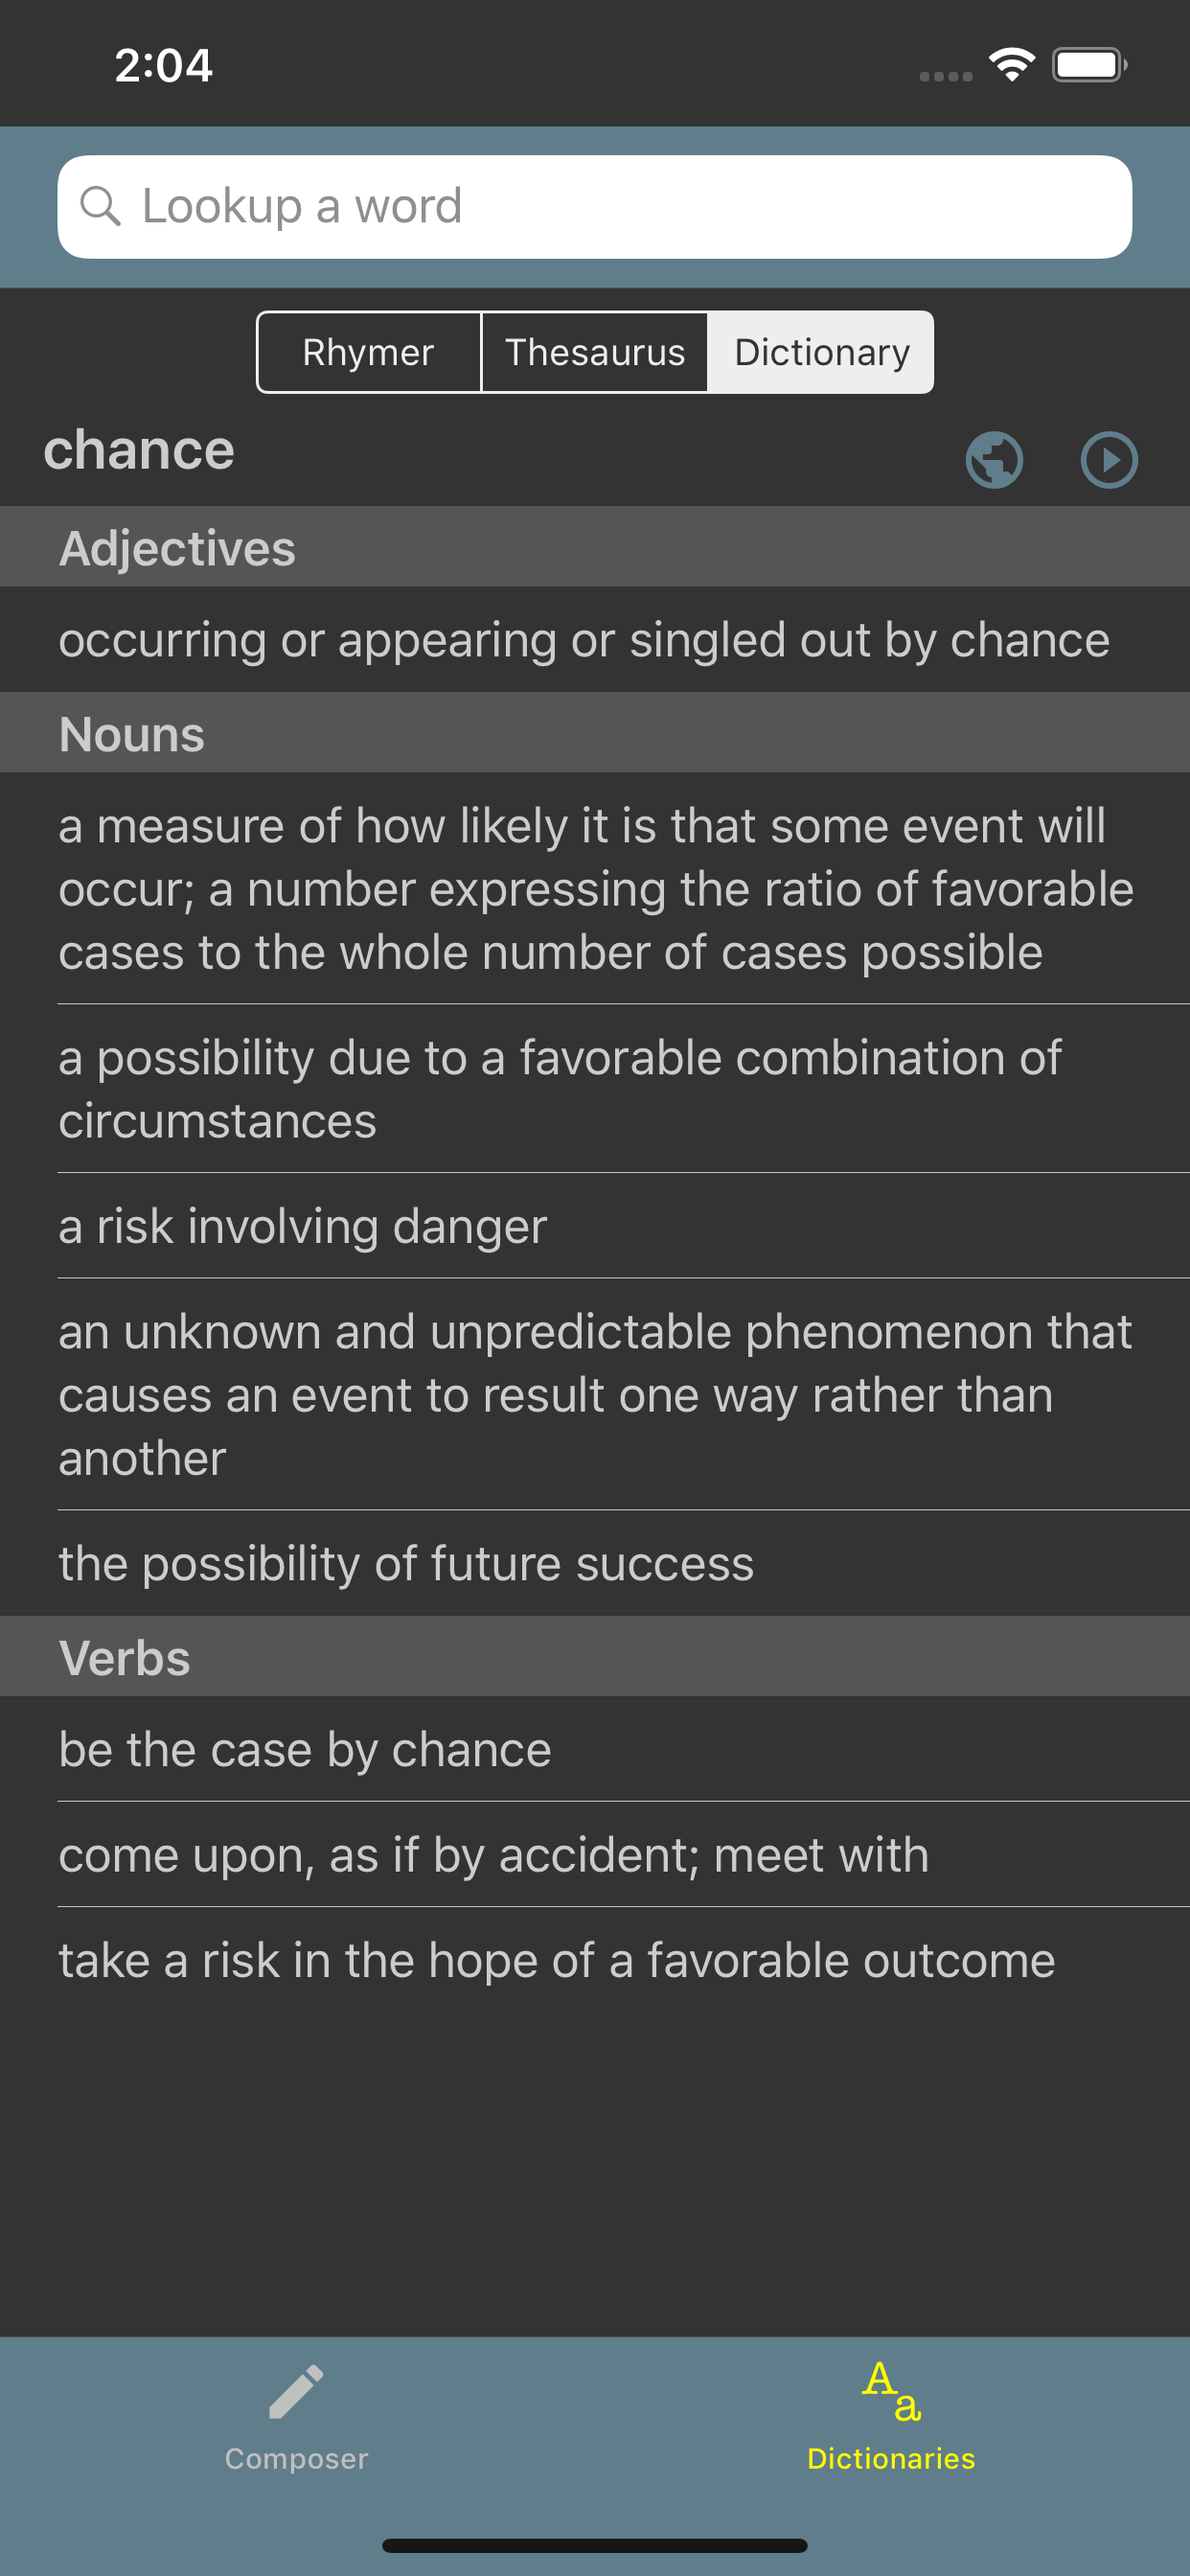 2:04
Lookup a word
Rhymer Thesaurus Dictionary
chance
Adjectives
occurring or appearing or singled out by chance
Nouns
a measure of how likely it is that some event will
occur; a number expressing the ratio of favorable
cases to the whole number of cases possible
a possibility due to a favorable combination of
circumstances
a risk involving danger
an unknown and unpredictable phenomenon that
causes an event to result one way rather than
another
the possibility of future success
Verbs
be the case by chance
come upon, as if by accident; meet with
take a risk in the hope of a favorable outcome
Aa
Composer Dictionaries